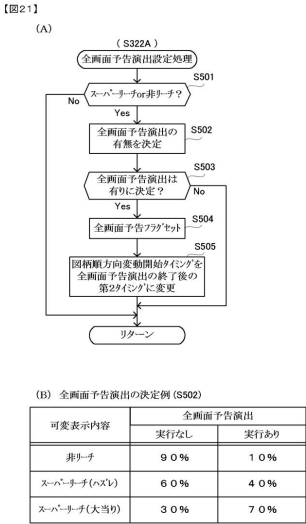 【図21】
(A)
(S322A)
全画面予告演出設定処理
S501
スーパーリーチor非リーチ?
No
Yes
S502
全画面予告演出の
有無を決定
S503
全画面予告演出は
有りに決定?
No
Yes
S504
全画面予告フラグセット
S505
図柄順方向変動開始タイミングを
全画面予告演出の終了後の
第2タイミングに変更
リターン
(B) 全画面予告演出の決定例(S502)
可変表示内容
全画面予告演出
実行なし
実行あり
非リーチ
90%
10%
スーパーリーチ(ハズレ)
60%
40%
スーパーリーチ(大当り)
30%
70%